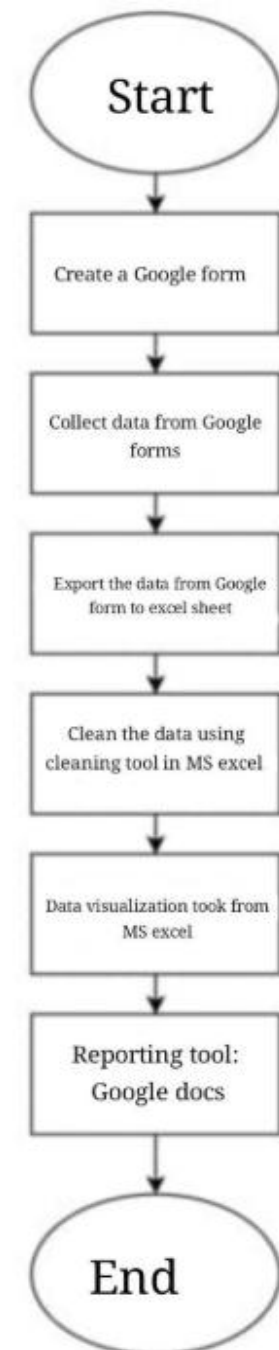 Start
Create a Google form
Collect data from Google
forms
Export the data from Google
form to excel sheet
Clean the data using
cleaning tool in MS excel
Data visualization took from
MS excel
Reporting tool:
Google docs
End